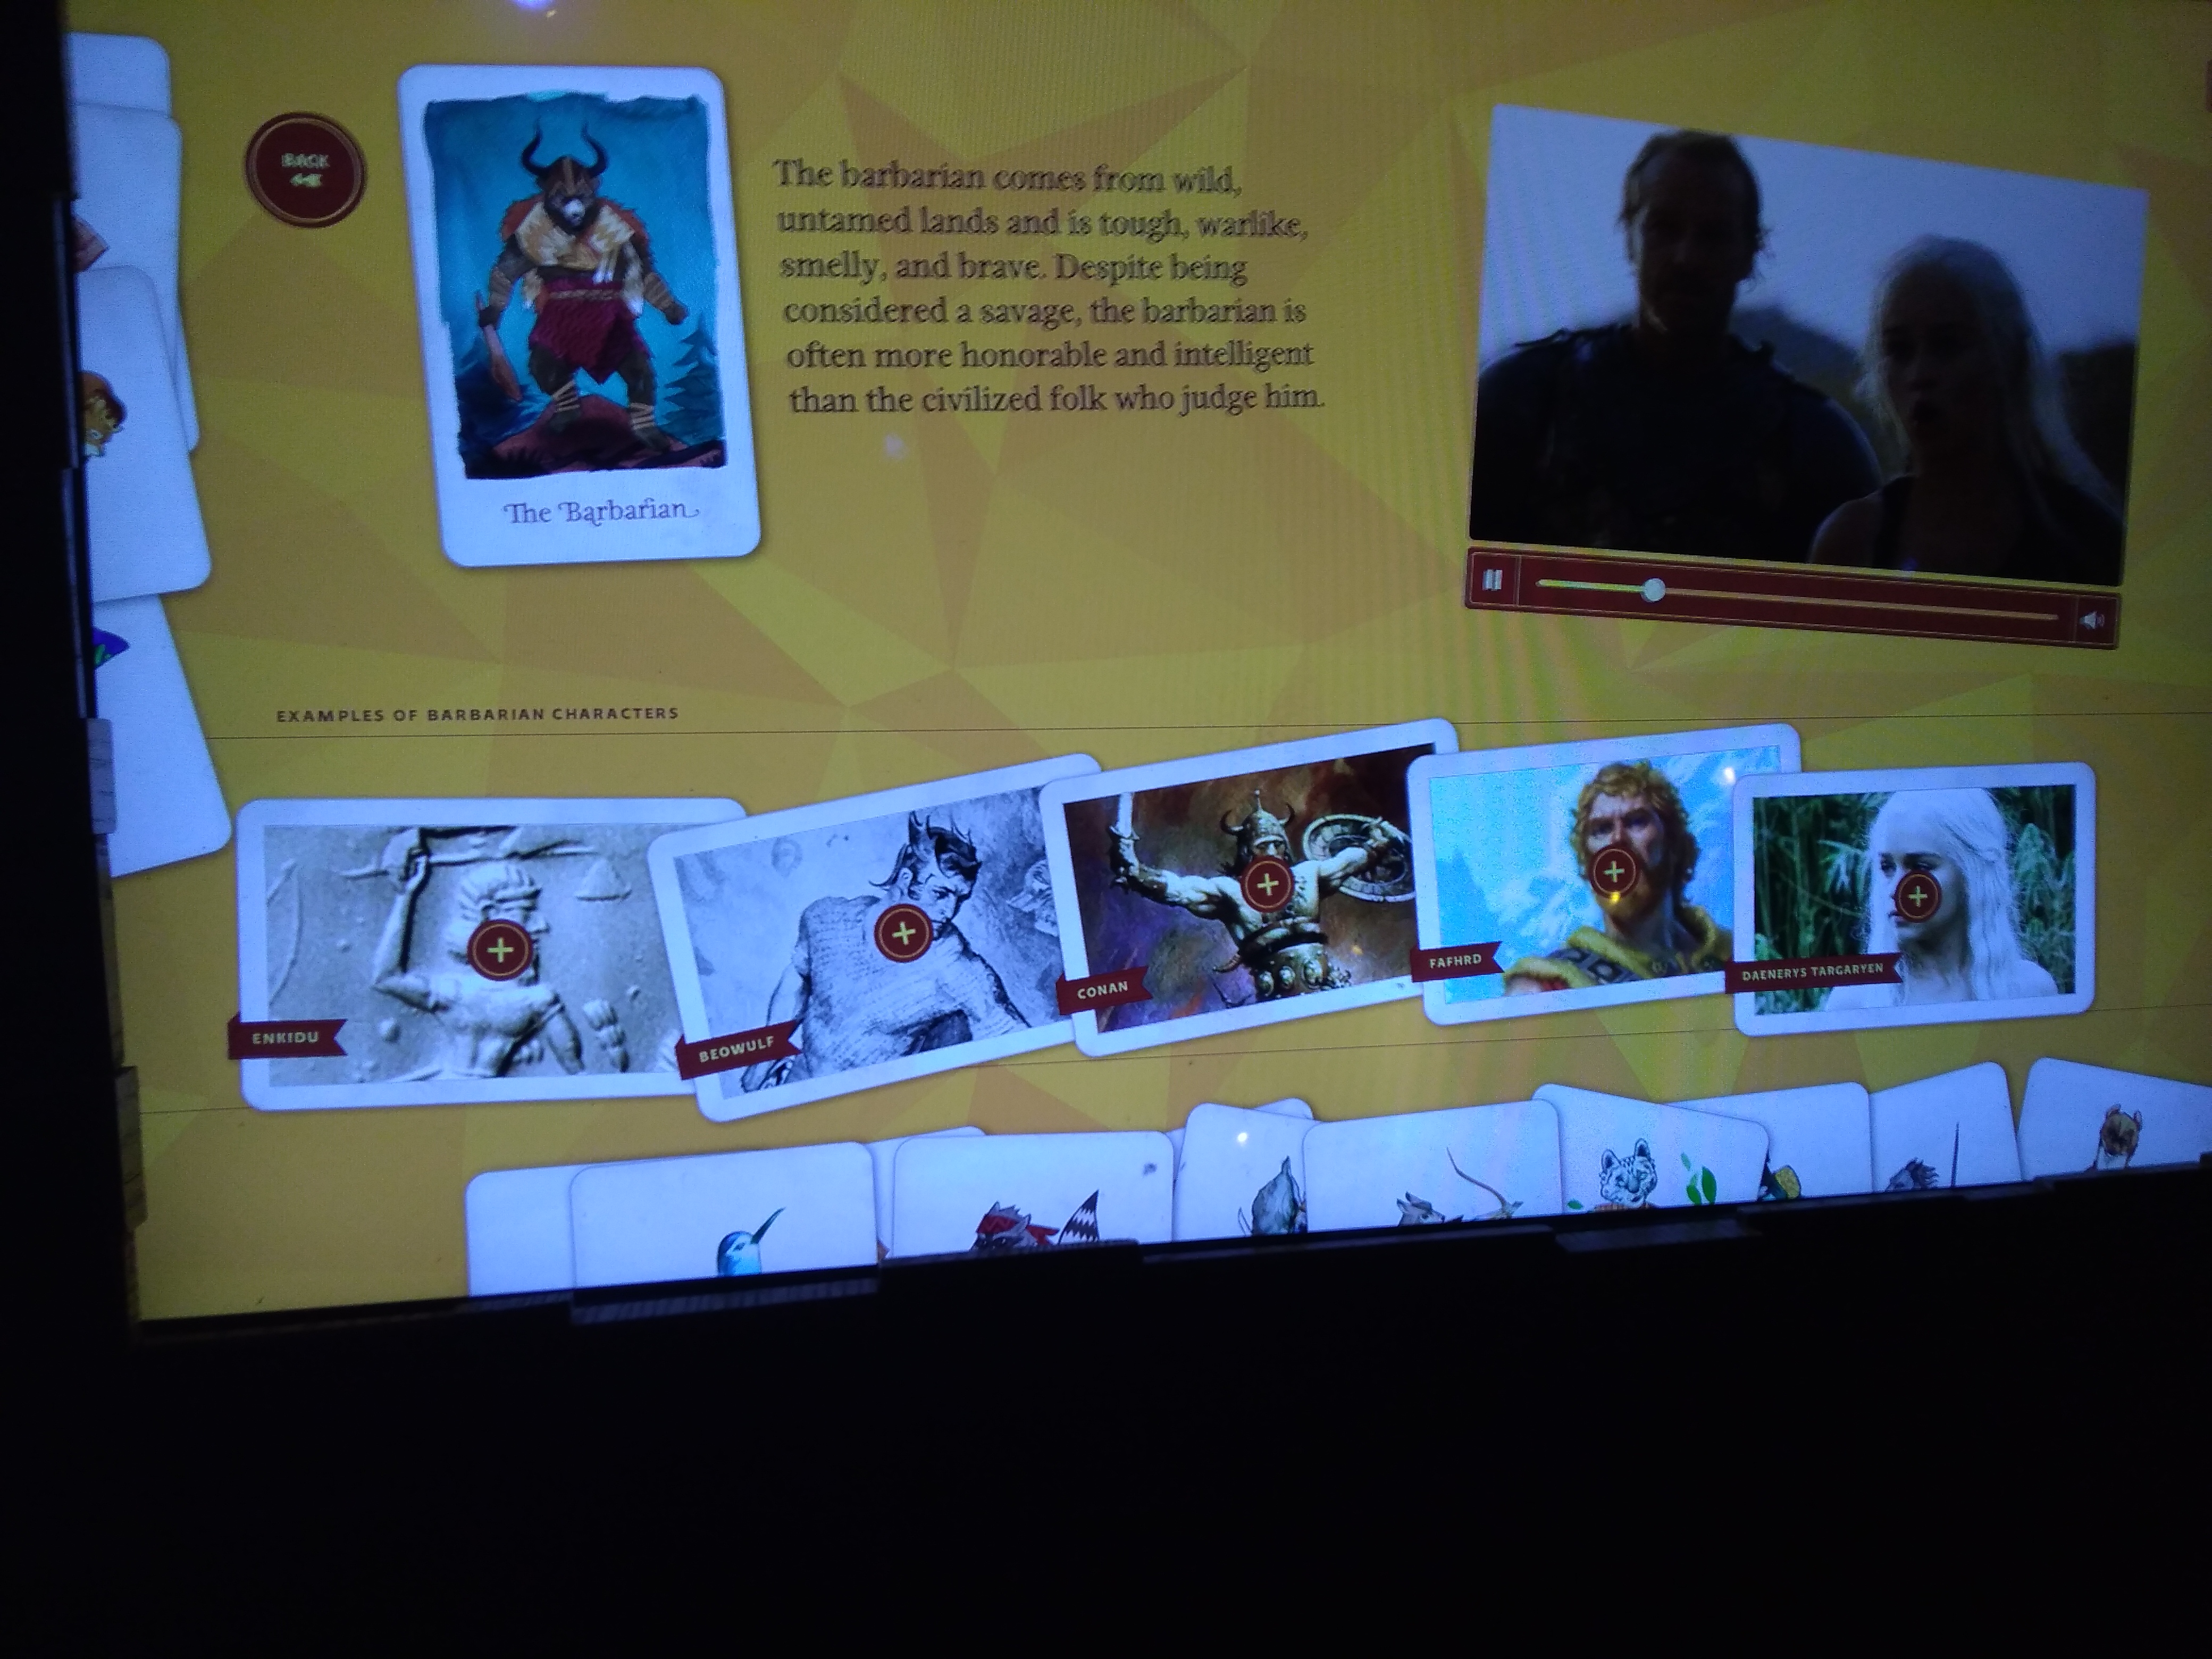 BACK
The barbarian comes from wild,
untamed lands and is tough, warlike,
smelly, and brave. Despite being
considered a savage, the barbarian is
often more honorable and intelligent
than the civilized folk who judge him.
The Barbarian
EXAMPLES OF BARBARIAN CHARACTERS
ENKIDU
BEOWULF
CONAN
FAFHRD
DAENERYS TARGARYEN